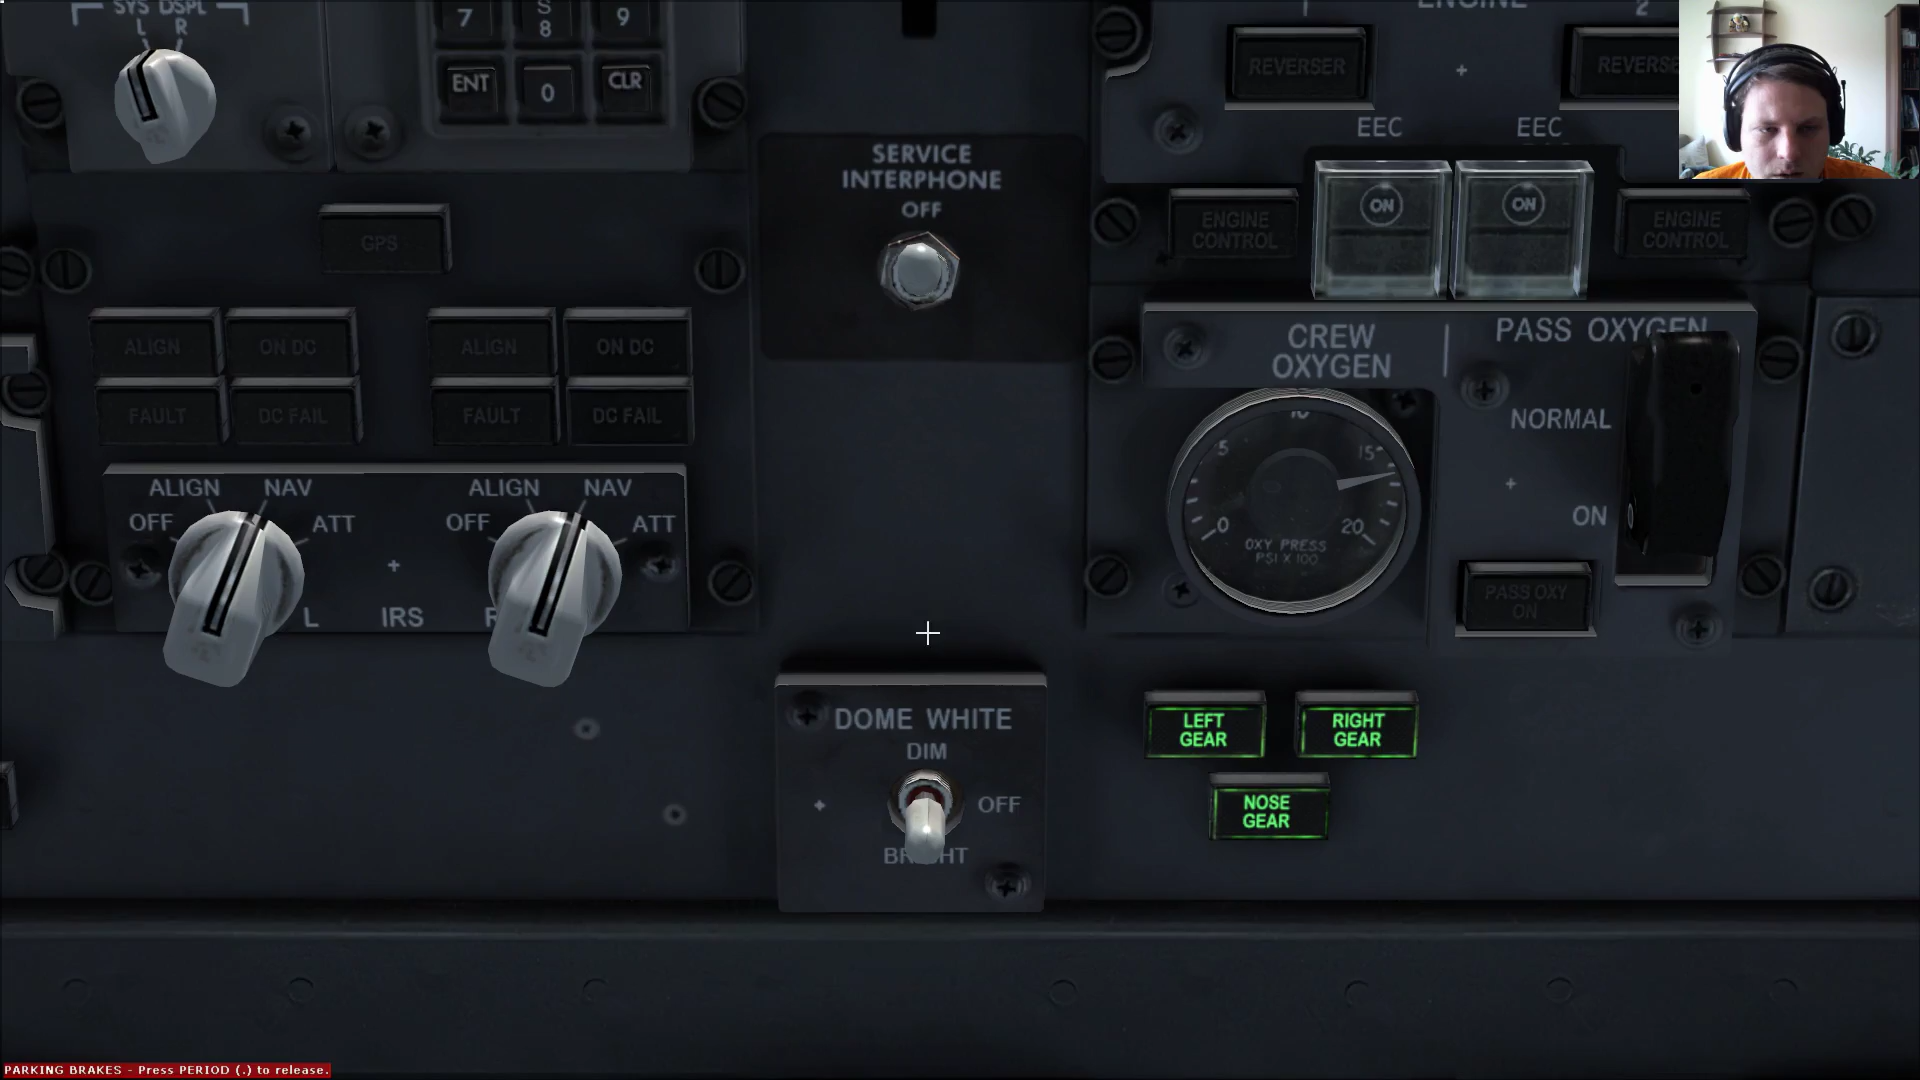 SYS DSPL
L R
7 S 8 9
ENT 0 CLR
GPS
ALIGN ON DC ALIGN ON DC
FAULT DC FAIL FAULT DC FAIL
ALIGN NAV ALIGN NAV
OFF ATT OFF ATT
L IRS R
SERVICE
INTERPHONE
OFF
DOME WHITE
DIM
OFF
BRIGHT
ENGINE 2
REVERSER REVERSE
EEC EEC
ENGINE
CONTROL
ON ON
ENGINE
CONTROL
CREW
OXYGEN
PASS OXYGEN
NORMAL
ON
0 5 10 15 20
OXY PRESS
PSI X 100
PASS OXY
ON
LEFT
GEAR
RIGHT
GEAR
NOSE
GEAR
PARKING BRAKES - Press PERIOD (.) to release.